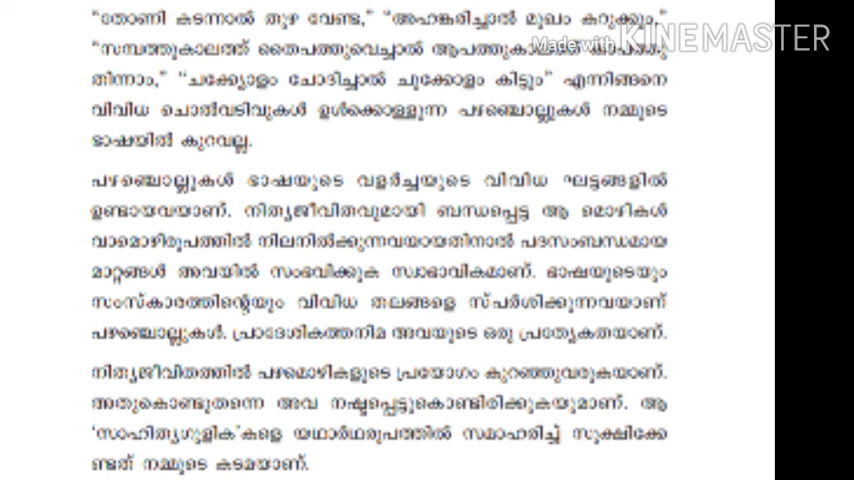 “തോണി കടന്നാൽ തുഴ വേണ്ട,” “അഹങ്കരിച്ചാൽ മുഖം കറുക്കും,”
“സമ്പത്തുകാലത്ത് തൈപത്തുവെച്ചാൽ ആപത്തുകാലത്ത് കാപത്തു
Made with KINEMASTER
തിന്നാം,” “ചക്ക്യോളം ചോദിച്ചാൽ ചുക്കോളം കിട്ടും” എന്നിങ്ങനെ
വിവിധ ചൊൽവടിവുകൾ ഉൾക്കൊള്ളുന്ന പഴഞ്ചൊല്ലുകൾ നമ്മുടെ
ഭാഷയിൽ കുറവല്ല.
പഴഞ്ചൊല്ലുകൾ ഭാഷയുടെ വളർച്ചയുടെ വിവിധ ഘട്ടങ്ങളിൽ
ഉണ്ടായവയാണ്. നിത്യജീവിതവുമായി ബന്ധപ്പെട്ട ആ മൊഴികൾ
വാമൊഴിരൂപത്തിൽ നിലനിൽക്കുന്നവയായതിനാൽ പദസംബന്ധമായ
മാറ്റങ്ങൾ അവയിൽ സംഭവിക്കുക സ്വാഭാവികമാണ്. ഭാഷയുടെയും
സംസ്കാരത്തിന്റെയും വിവിധ തലങ്ങളെ സ്പർശിക്കുന്നവയാണ്
പഴഞ്ചൊല്ലുകൾ. പ്രാദേശികത്തനിമ അവയുടെ ഒരു പ്രത്യേകതയാണ്.
നിത്യജീവിതത്തിൽ പഴമൊഴികളുടെ പ്രയോഗം കുറഞ്ഞുവരുകയാണ്.
അതുകൊണ്ടുതന്നെ അവ നഷ്ടപ്പെട്ടുകൊണ്ടിരിക്കുകയുമാണ്. ആ
‘സാഹിത്യഗുളിക’കളെ യഥാർഥരൂപത്തിൽ സമാഹരിച്ച് സൂക്ഷിക്കേ
ണ്ടത് നമ്മുടെ കടമയാണ്.